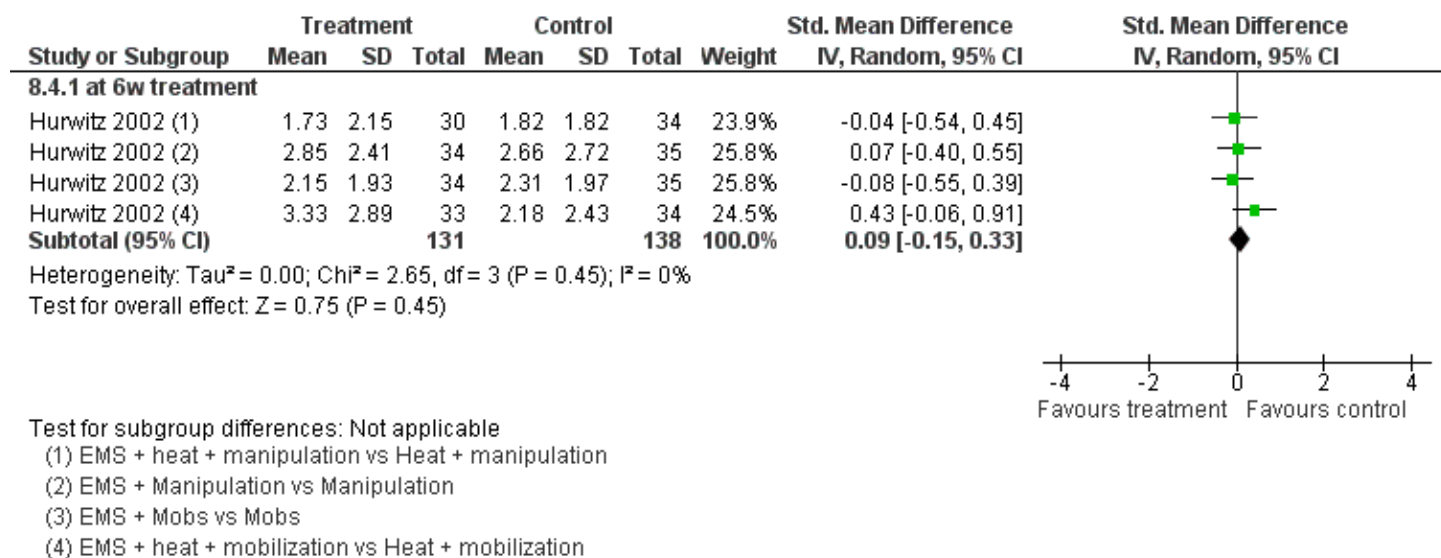 Treatment Control Std. Mean Difference Std. Mean Difference
Study or Subgroup Mean SD Total Mean SD Total Weight IV, Random, 95% CI IV, Random, 95% CI
8.4.1 at 6w treatment
Hurwitz 2002 (1) 1.73 2.15 30 1.82 1.82 34 23.9% -0.04 [-0.54, 0.45]
Hurwitz 2002 (2) 2.85 2.41 34 2.66 2.72 35 25.8% 0.07 [-0.40, 0.55]
Hurwitz 2002 (3) 2.15 1.93 34 2.31 1.97 35 25.8% -0.08 [-0.55, 0.39]
Hurwitz 2002 (4) 3.33 2.89 33 2.18 2.43 34 24.5% 0.43 [-0.06, 0.91]
Subtotal (95% CI) 131 138 100.0% 0.09 [-0.15, 0.33]
Heterogeneity: Tau² = 0.00; Chi² = 2.65, df = 3 (P = 0.45); I² = 0%
Test for overall effect: Z = 0.75 (P = 0.45)
-4 -2 0 2 4
Favours treatment Favours control
Test for subgroup differences: Not applicable
(1) EMS + heat + manipulation vs Heat + manipulation
(2) EMS + Manipulation vs Manipulation
(3) EMS + Mobs vs Mobs
(4) EMS + heat + mobilization vs Heat + mobilization